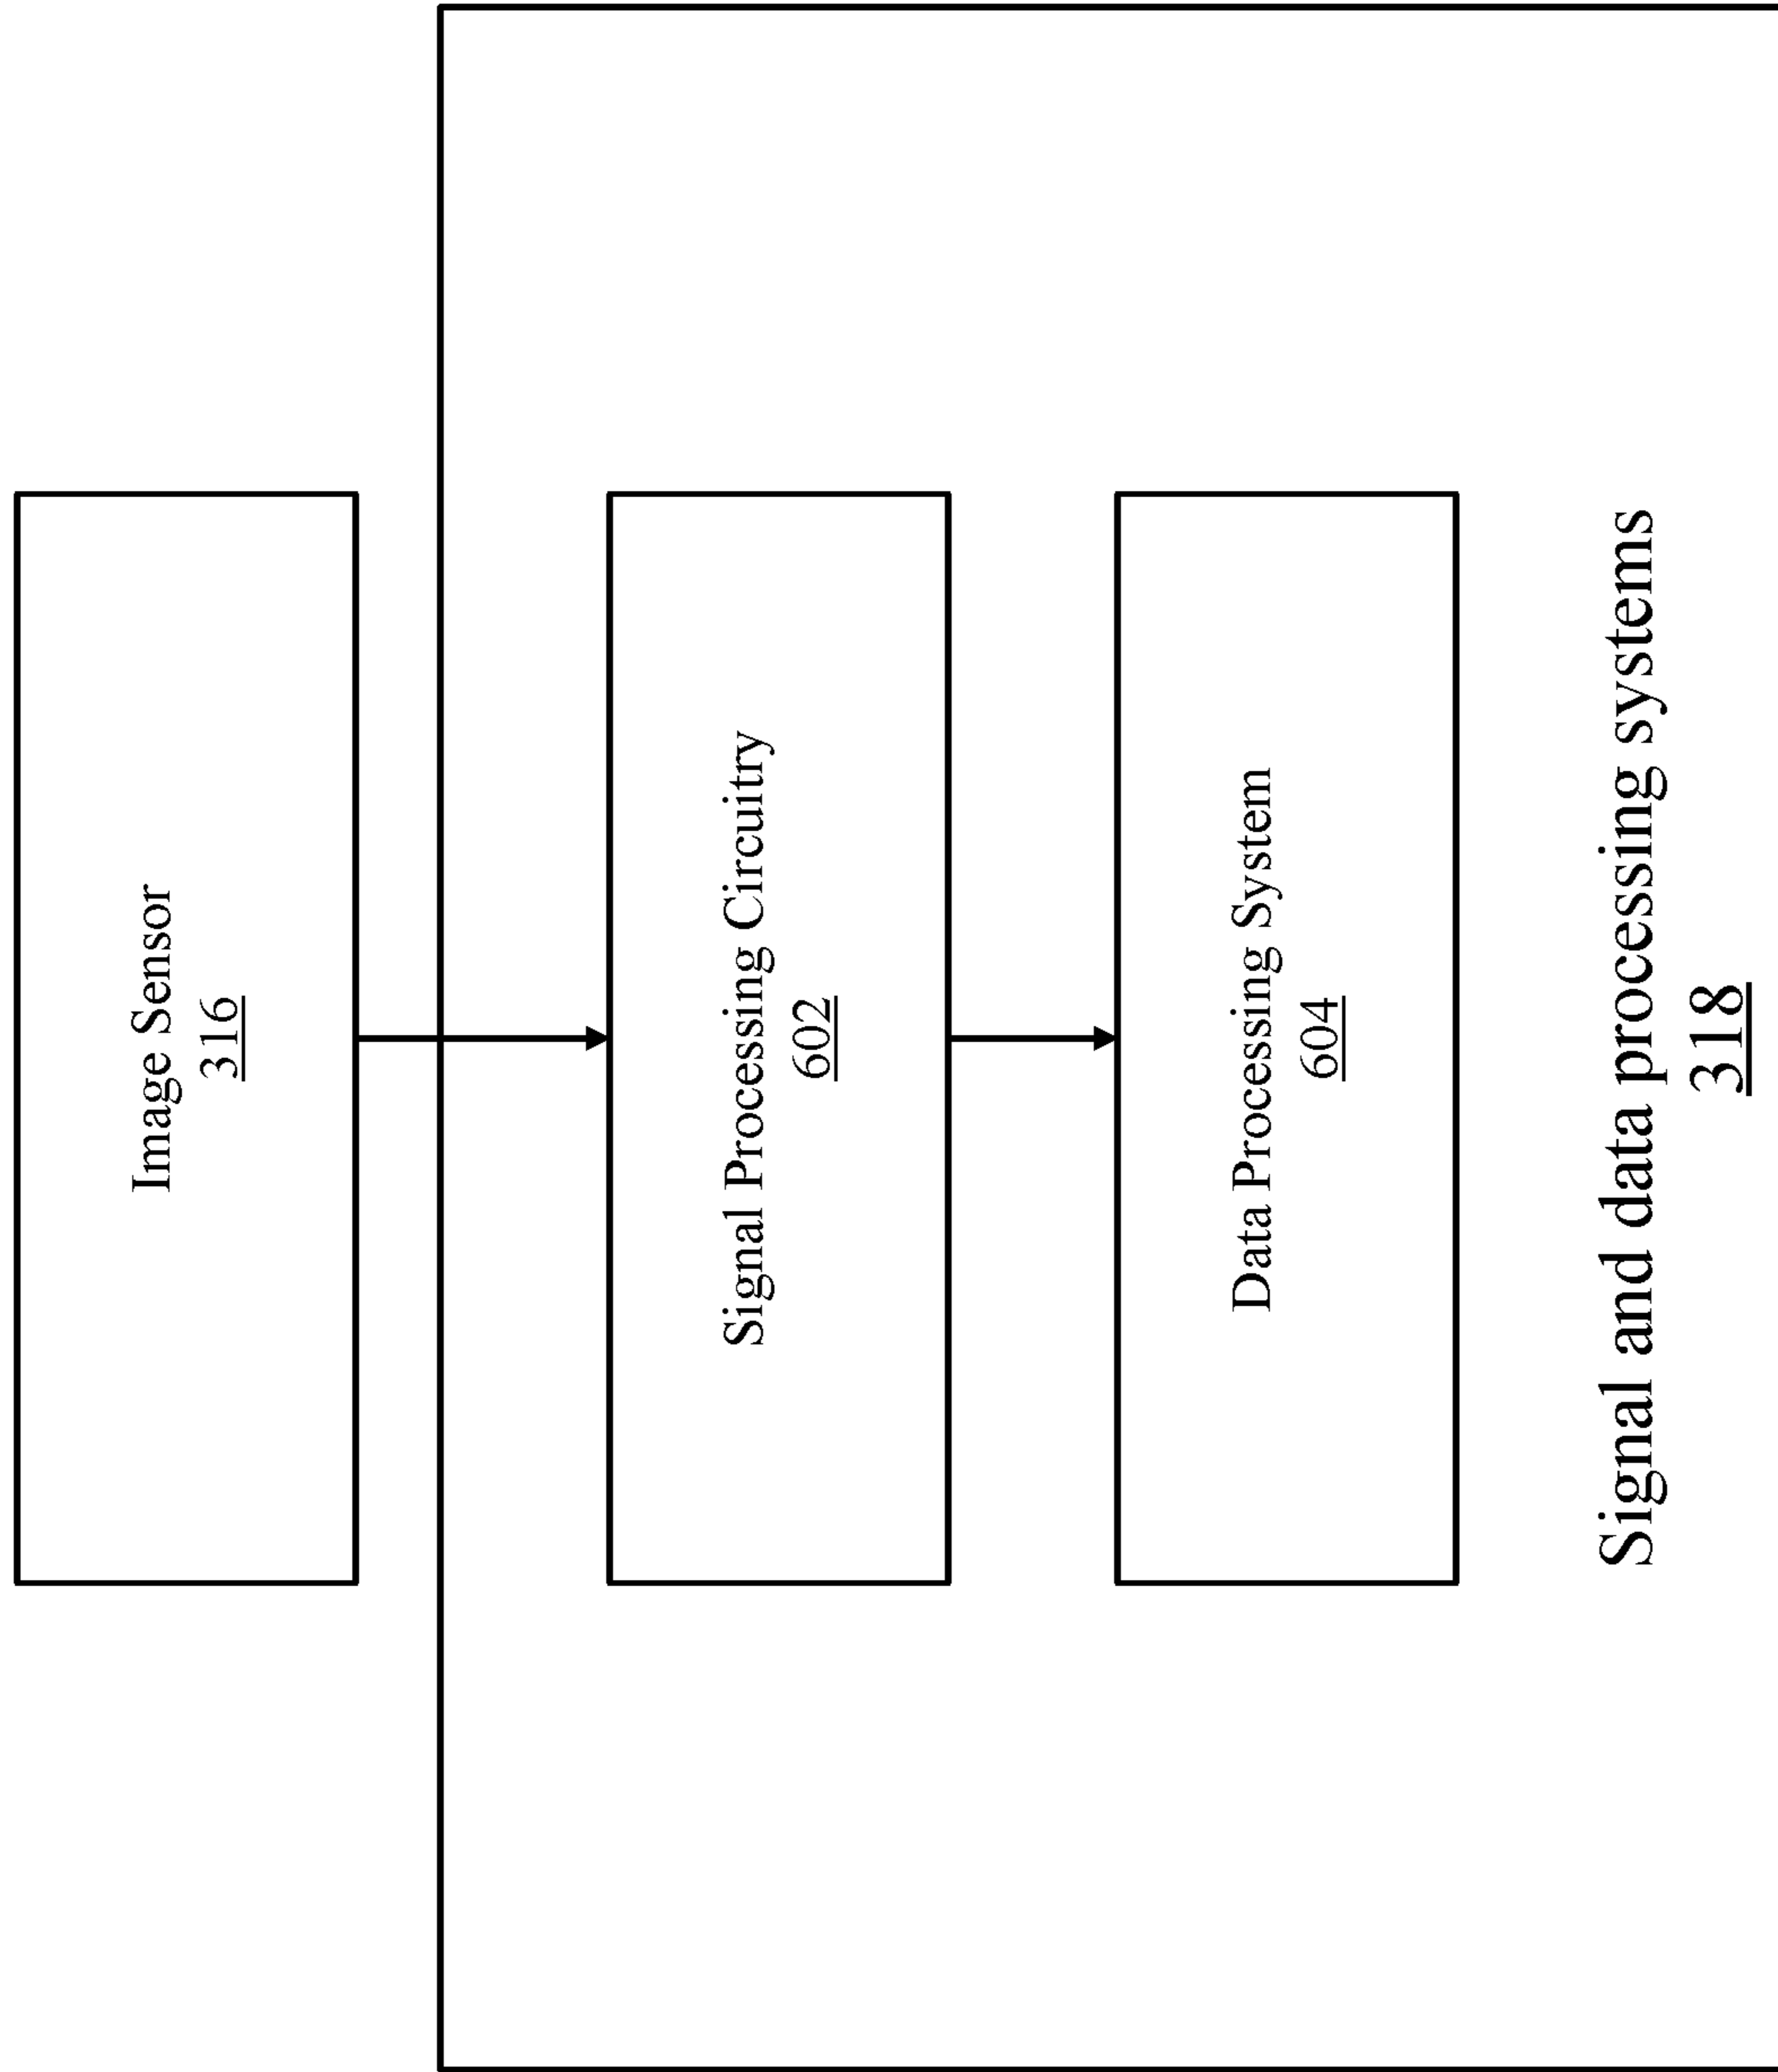 Image Sensor
316
Signal Processing Circuitry
602
Data Processing System
604
Signal and data processing systems
318